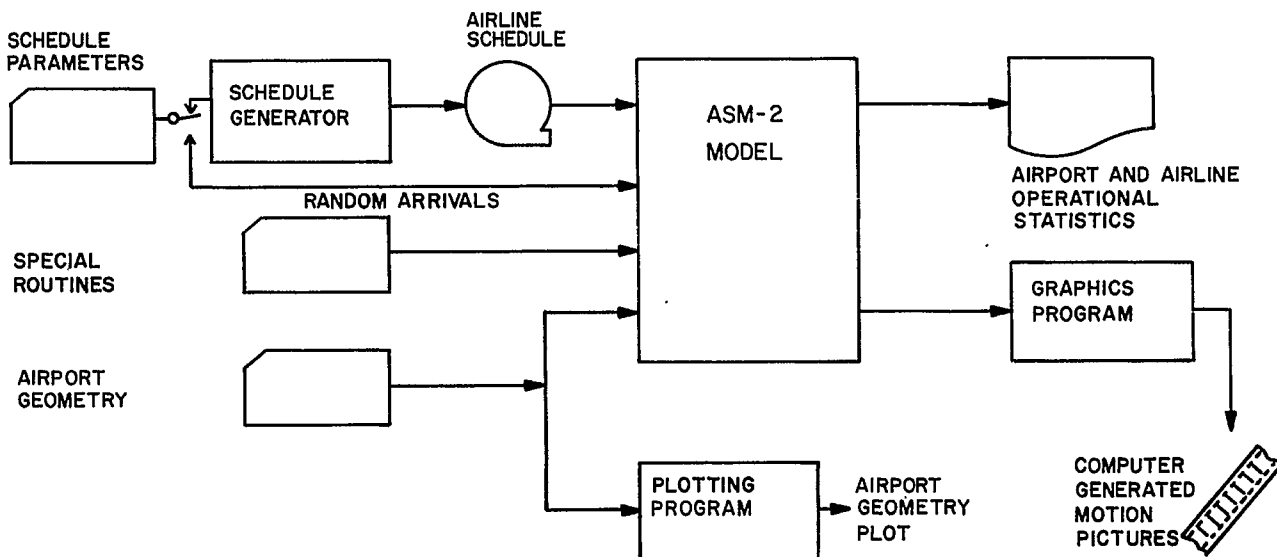 SCHEDULE
PARAMETERS
SCHEDULE
GENERATOR
AIRLINE
SCHEDULE
ASM-2
MODEL
AIRPORT AND AIRLINE
OPERATIONAL
STATISTICS
RANDOM ARRIVALS
SPECIAL
ROUTINES
GRAPHICS
PROGRAM
AIRPORT
GEOMETRY
PLOTTING
PROGRAM
AIRPORT
GEOMETRY
PLOT
COMPUTER
GENERATED
MOTION
PICTURES